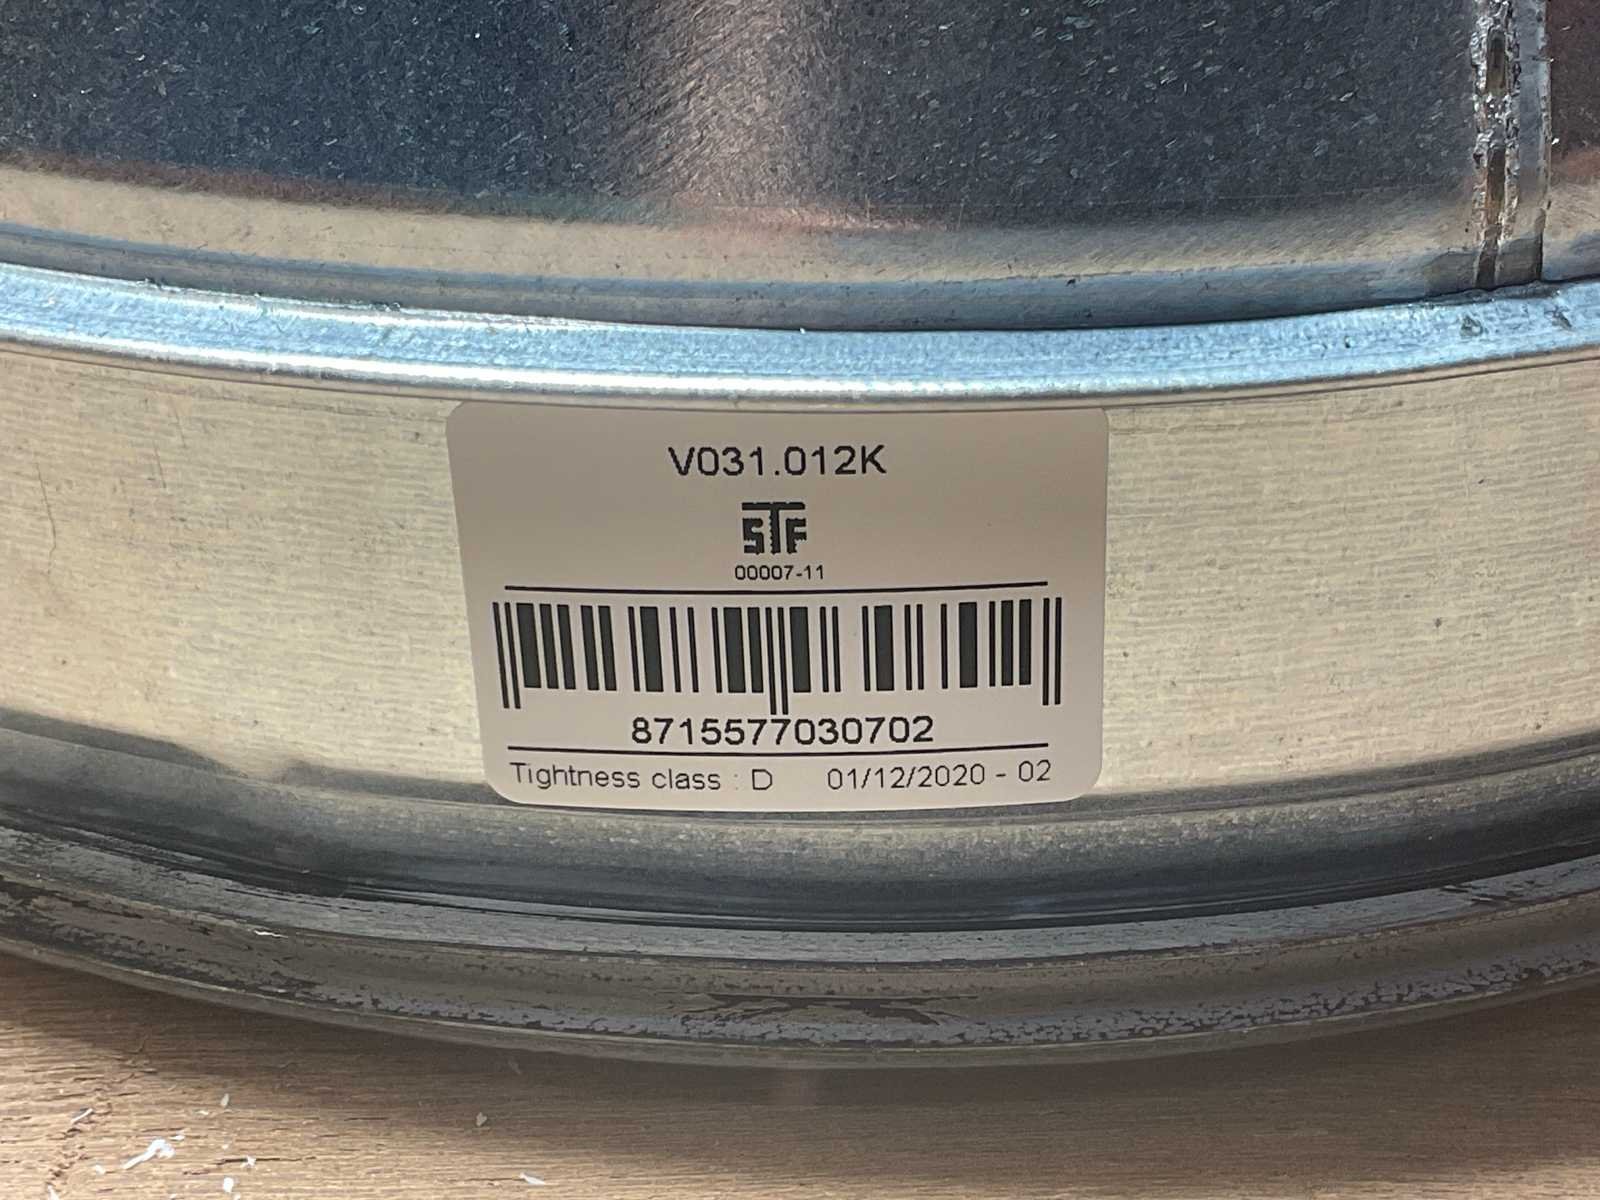 V031.012K
STF
00007-11
8715577030702
Tightness class : D 01/12/2020 - 02